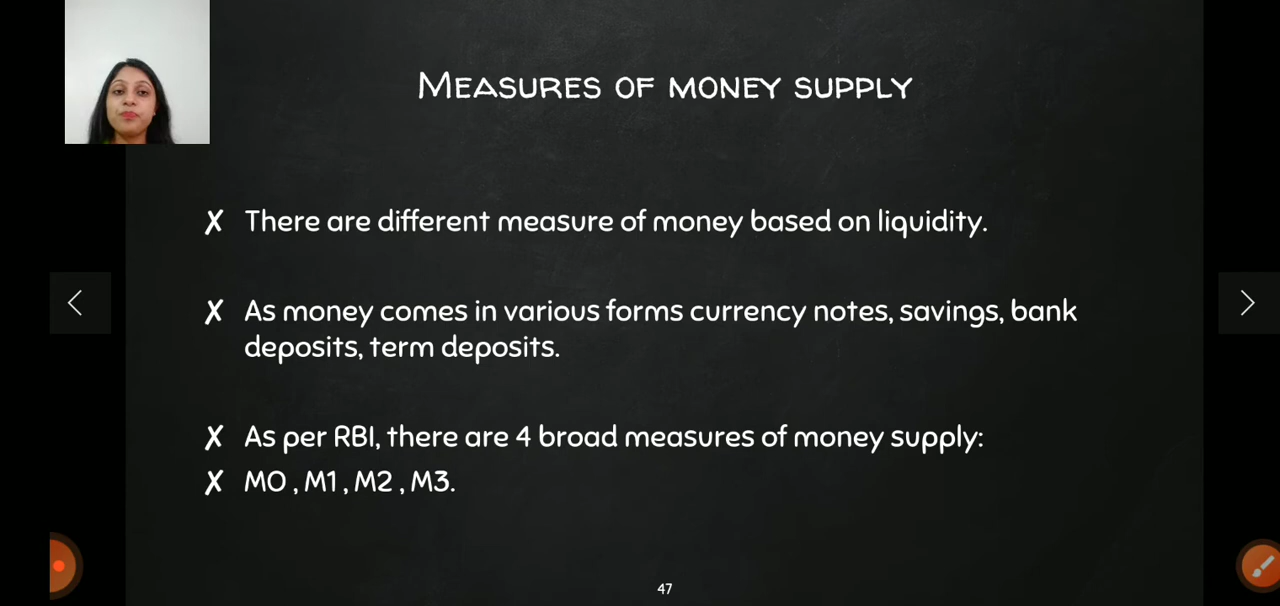 MEASURES OF MONEY SUPPLY
✗ There are different measure of money based on liquidity.
✗ As money comes in various forms currency notes, savings, bank
deposits, term deposits.
✗ As per RBI, there are 4 broad measures of money supply:
✗ M0 , M1 , M2 , M3.
47